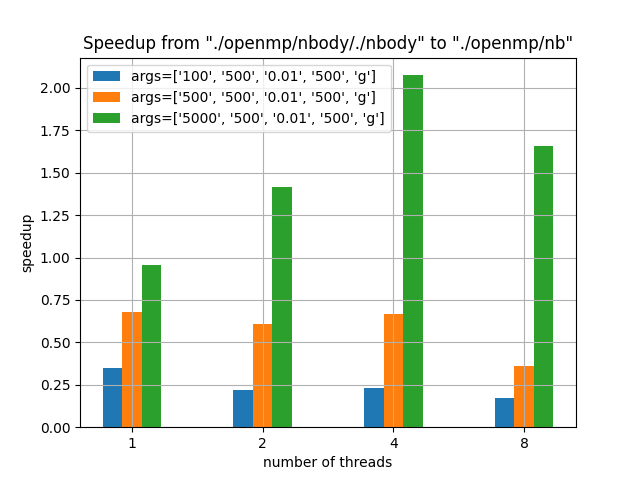 Speedup from "./openmp/nbody/./nbody" to "./openmp/nb"
args=['100', '500', '0.01', '500', 'g']
args=['500', '500', '0.01', '500', 'g']
args=['5000', '500', '0.01', '500', 'g']
2.00
1.75
1.50
1.25
1.00
0.75
0.50
0.25
0.00
speedup
1 2 4 8
number of threads